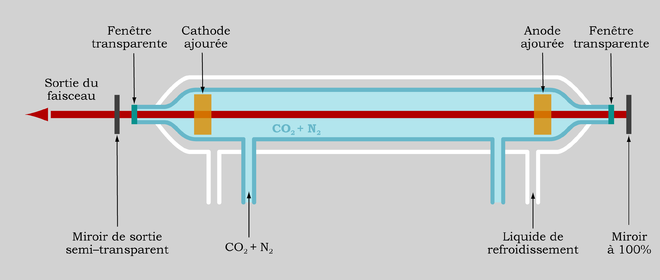 Fenêtre
transparente
Cathode
ajourée
Anode
ajourée
Fenêtre
transparente
Sortie du
faisceau
CO₂ + N₂
Miroir de sortie
semi–transparent
CO₂ + N₂
Liquide de
refroidissement
Miroir
à 100%